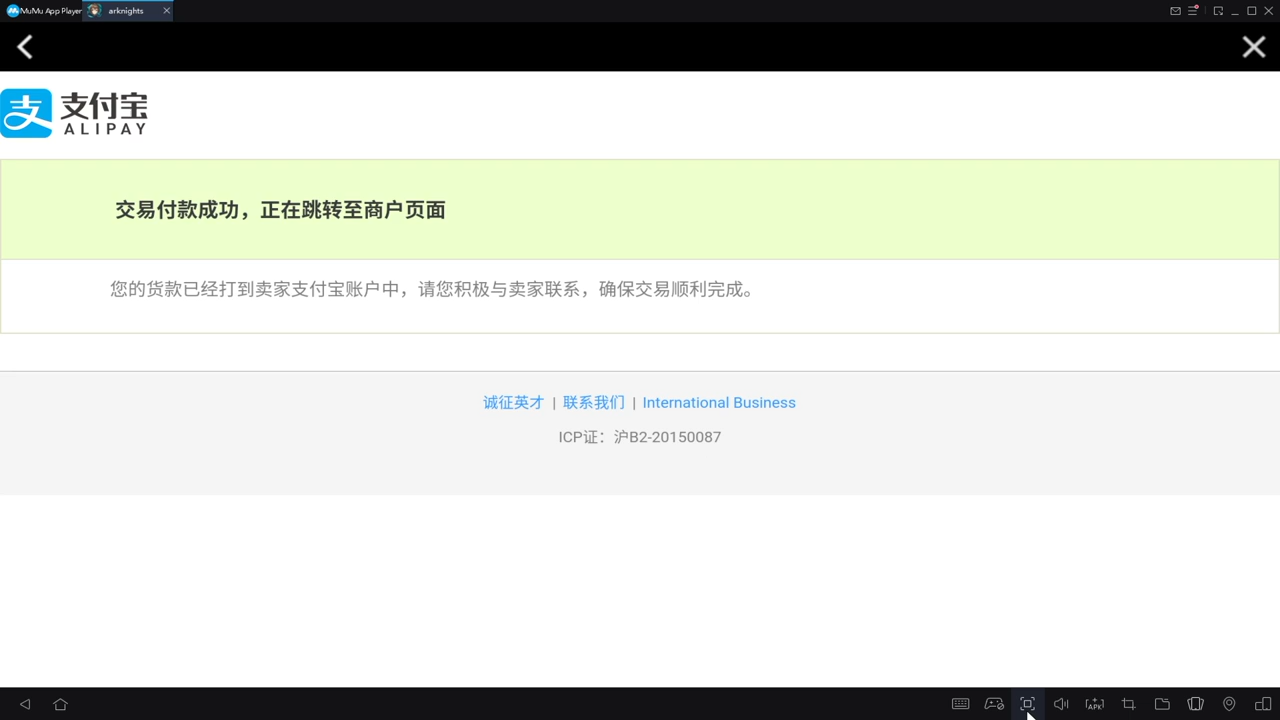 MuMu App Player arknights
支付宝
ALIPAY
交易付款成功，正在跳转至商户页面
您的货款已经打到卖家支付宝账户中，请您积极与卖家联系，确保交易顺利完成。
诚征英才 | 联系我们 | International Business
ICP证：沪B2-20150087
APK